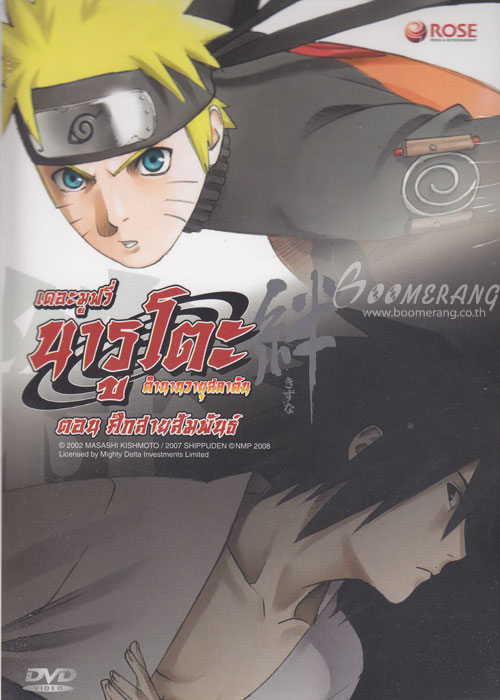 ROSE
MEDIA & ENTERTAINMENT
BOOMERANG
www.boomerang.co.th
絆
きずな
เดอะมูฟวี่
นารูโตะ
ตำนานวายุสลาตัน
ตอน ศึกสายสัมพันธ์
© 2002 MASASHI KISHMOTO / 2007 SHIPPUDEN © NMP 2008
Licensed by Mighty Delta Investments Limited
DVD
VIDEO